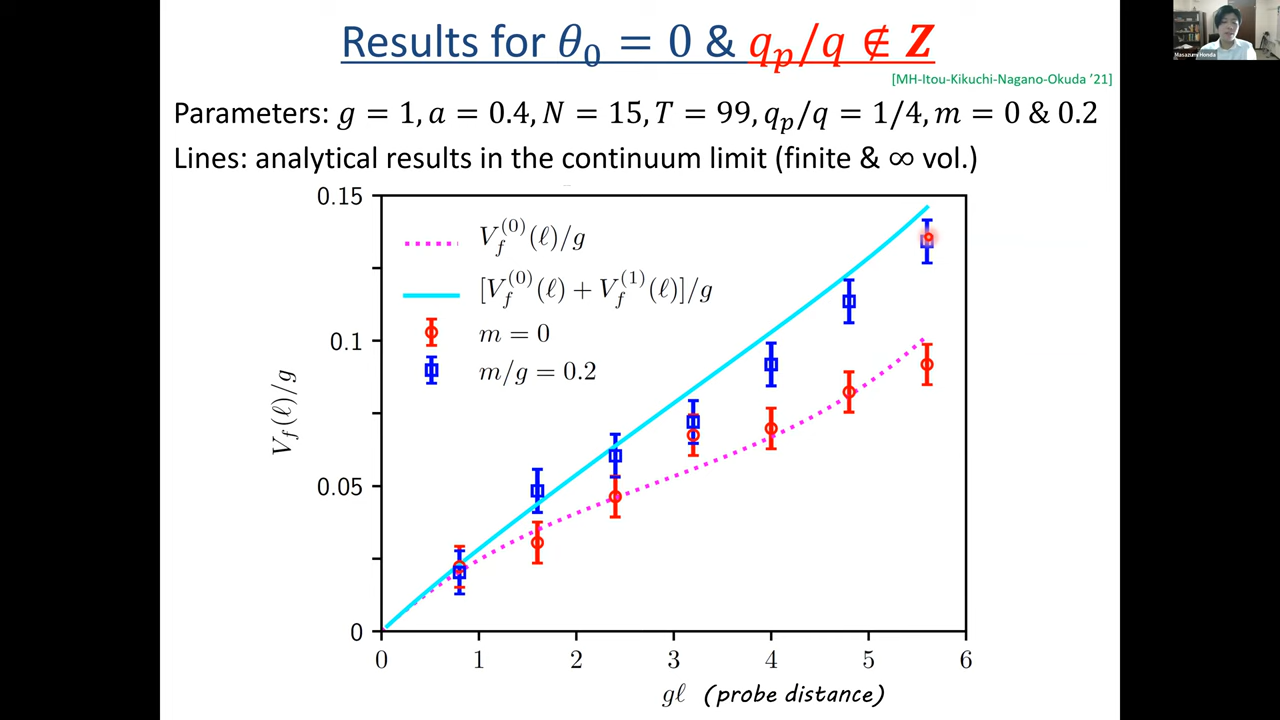 Results for θ₀ = 0 & q_p/q ∉ Z
Masazumi Honda
[MH-Itou-Kikuchi-Nagano-Okuda '21]
Parameters: g = 1, a = 0.4, N = 15, T = 99, q_p/q = 1/4, m = 0 & 0.2
Lines: analytical results in the continuum limit (finite & ∞ vol.)
0.15
0.1
0.05
0
V_f(ℓ)/g
V_f^(0)(ℓ)/g
[V_f^(0)(ℓ) + V_f^(1)(ℓ)]/g
m = 0
m/g = 0.2
0 1 2 3 4 5 6
gℓ (probe distance)